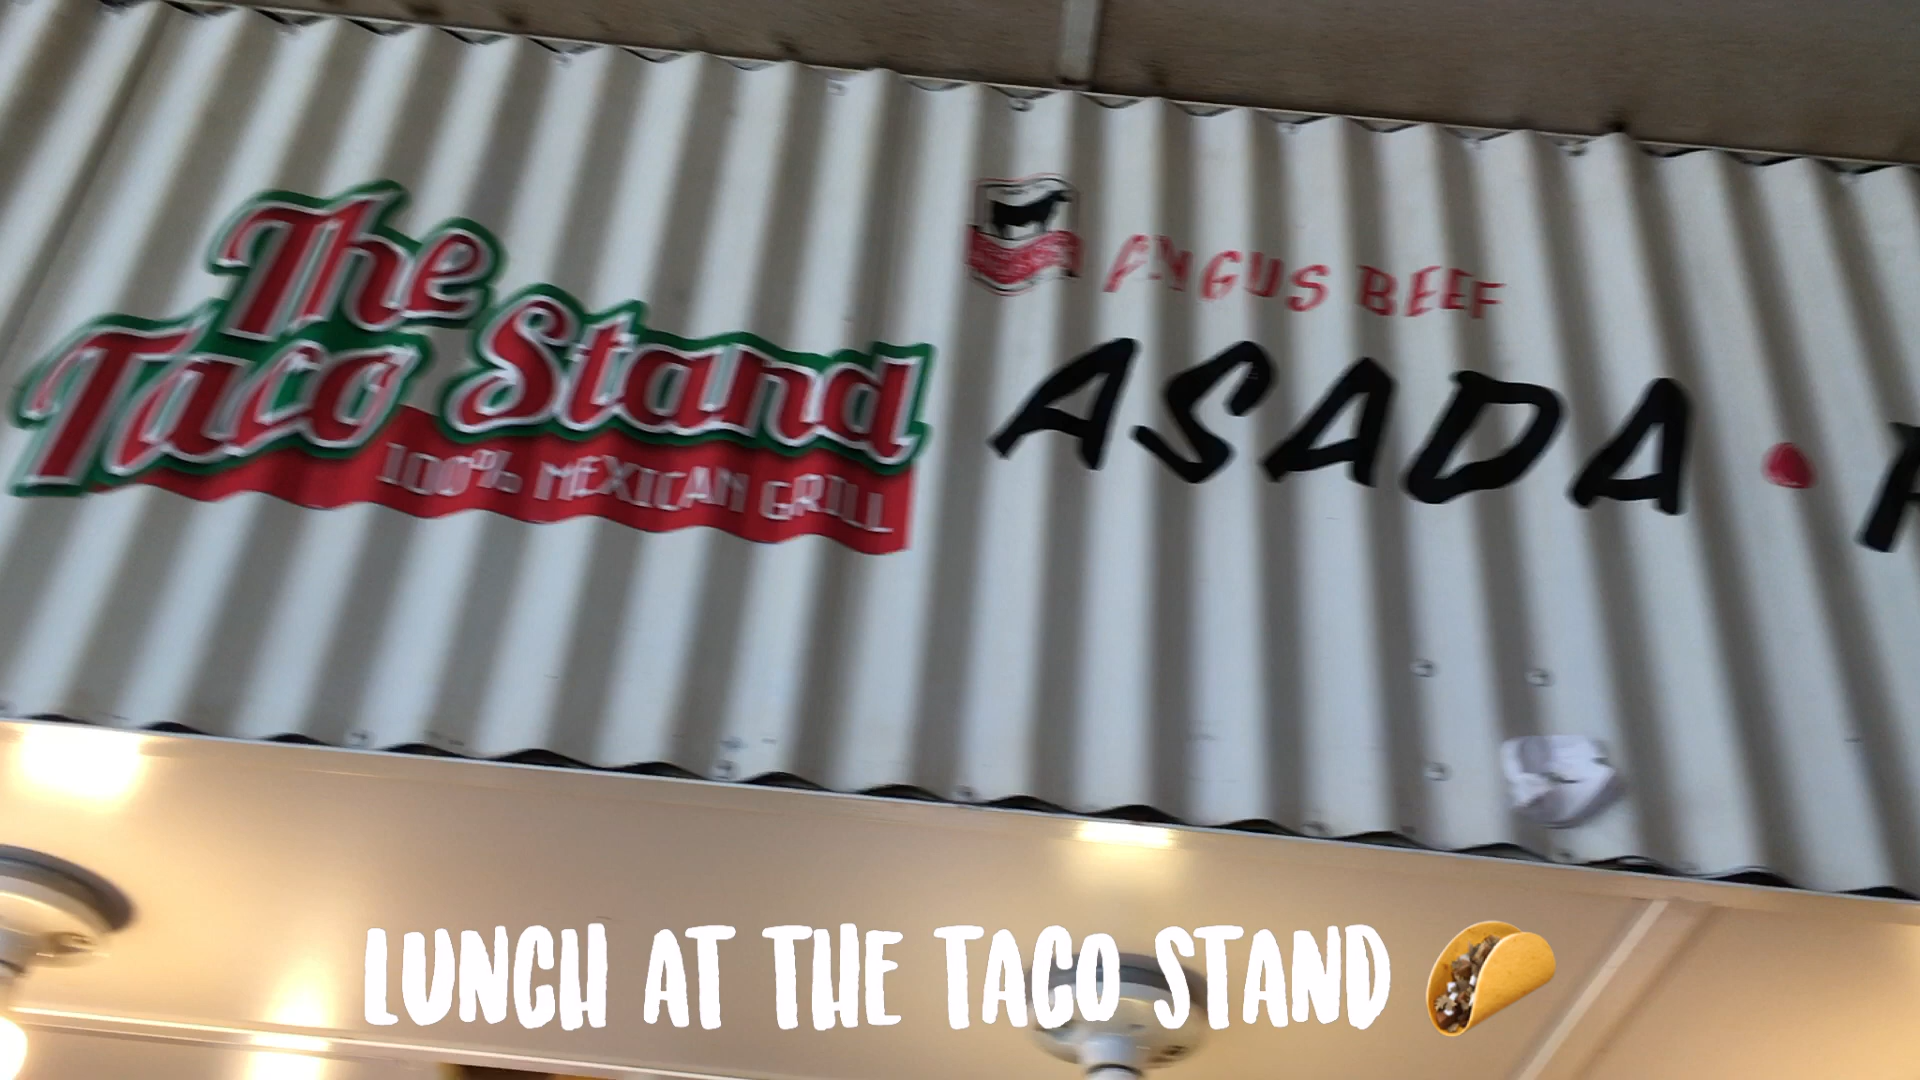 The
Taco Stand
100% MEXICAN GRILL
ANGUS BEEF
ASADA •
LUNCH AT THE TACO STAND 🌮